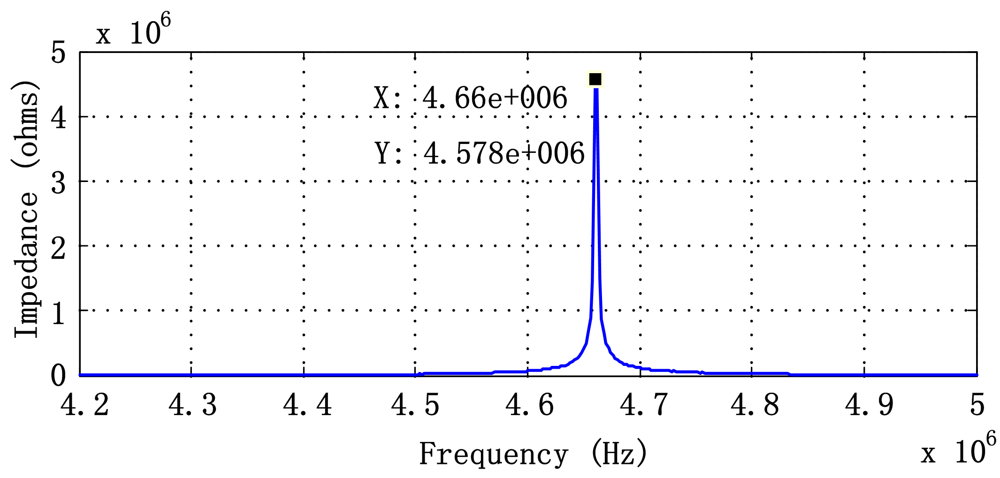 x 10^6
5
4
3
2
1
0
Impedance (ohms)
X: 4.66e+006
Y: 4.578e+006
4.2 4.3 4.4 4.5 4.6 4.7 4.8 4.9 5
Frequency (Hz)
x 10^6